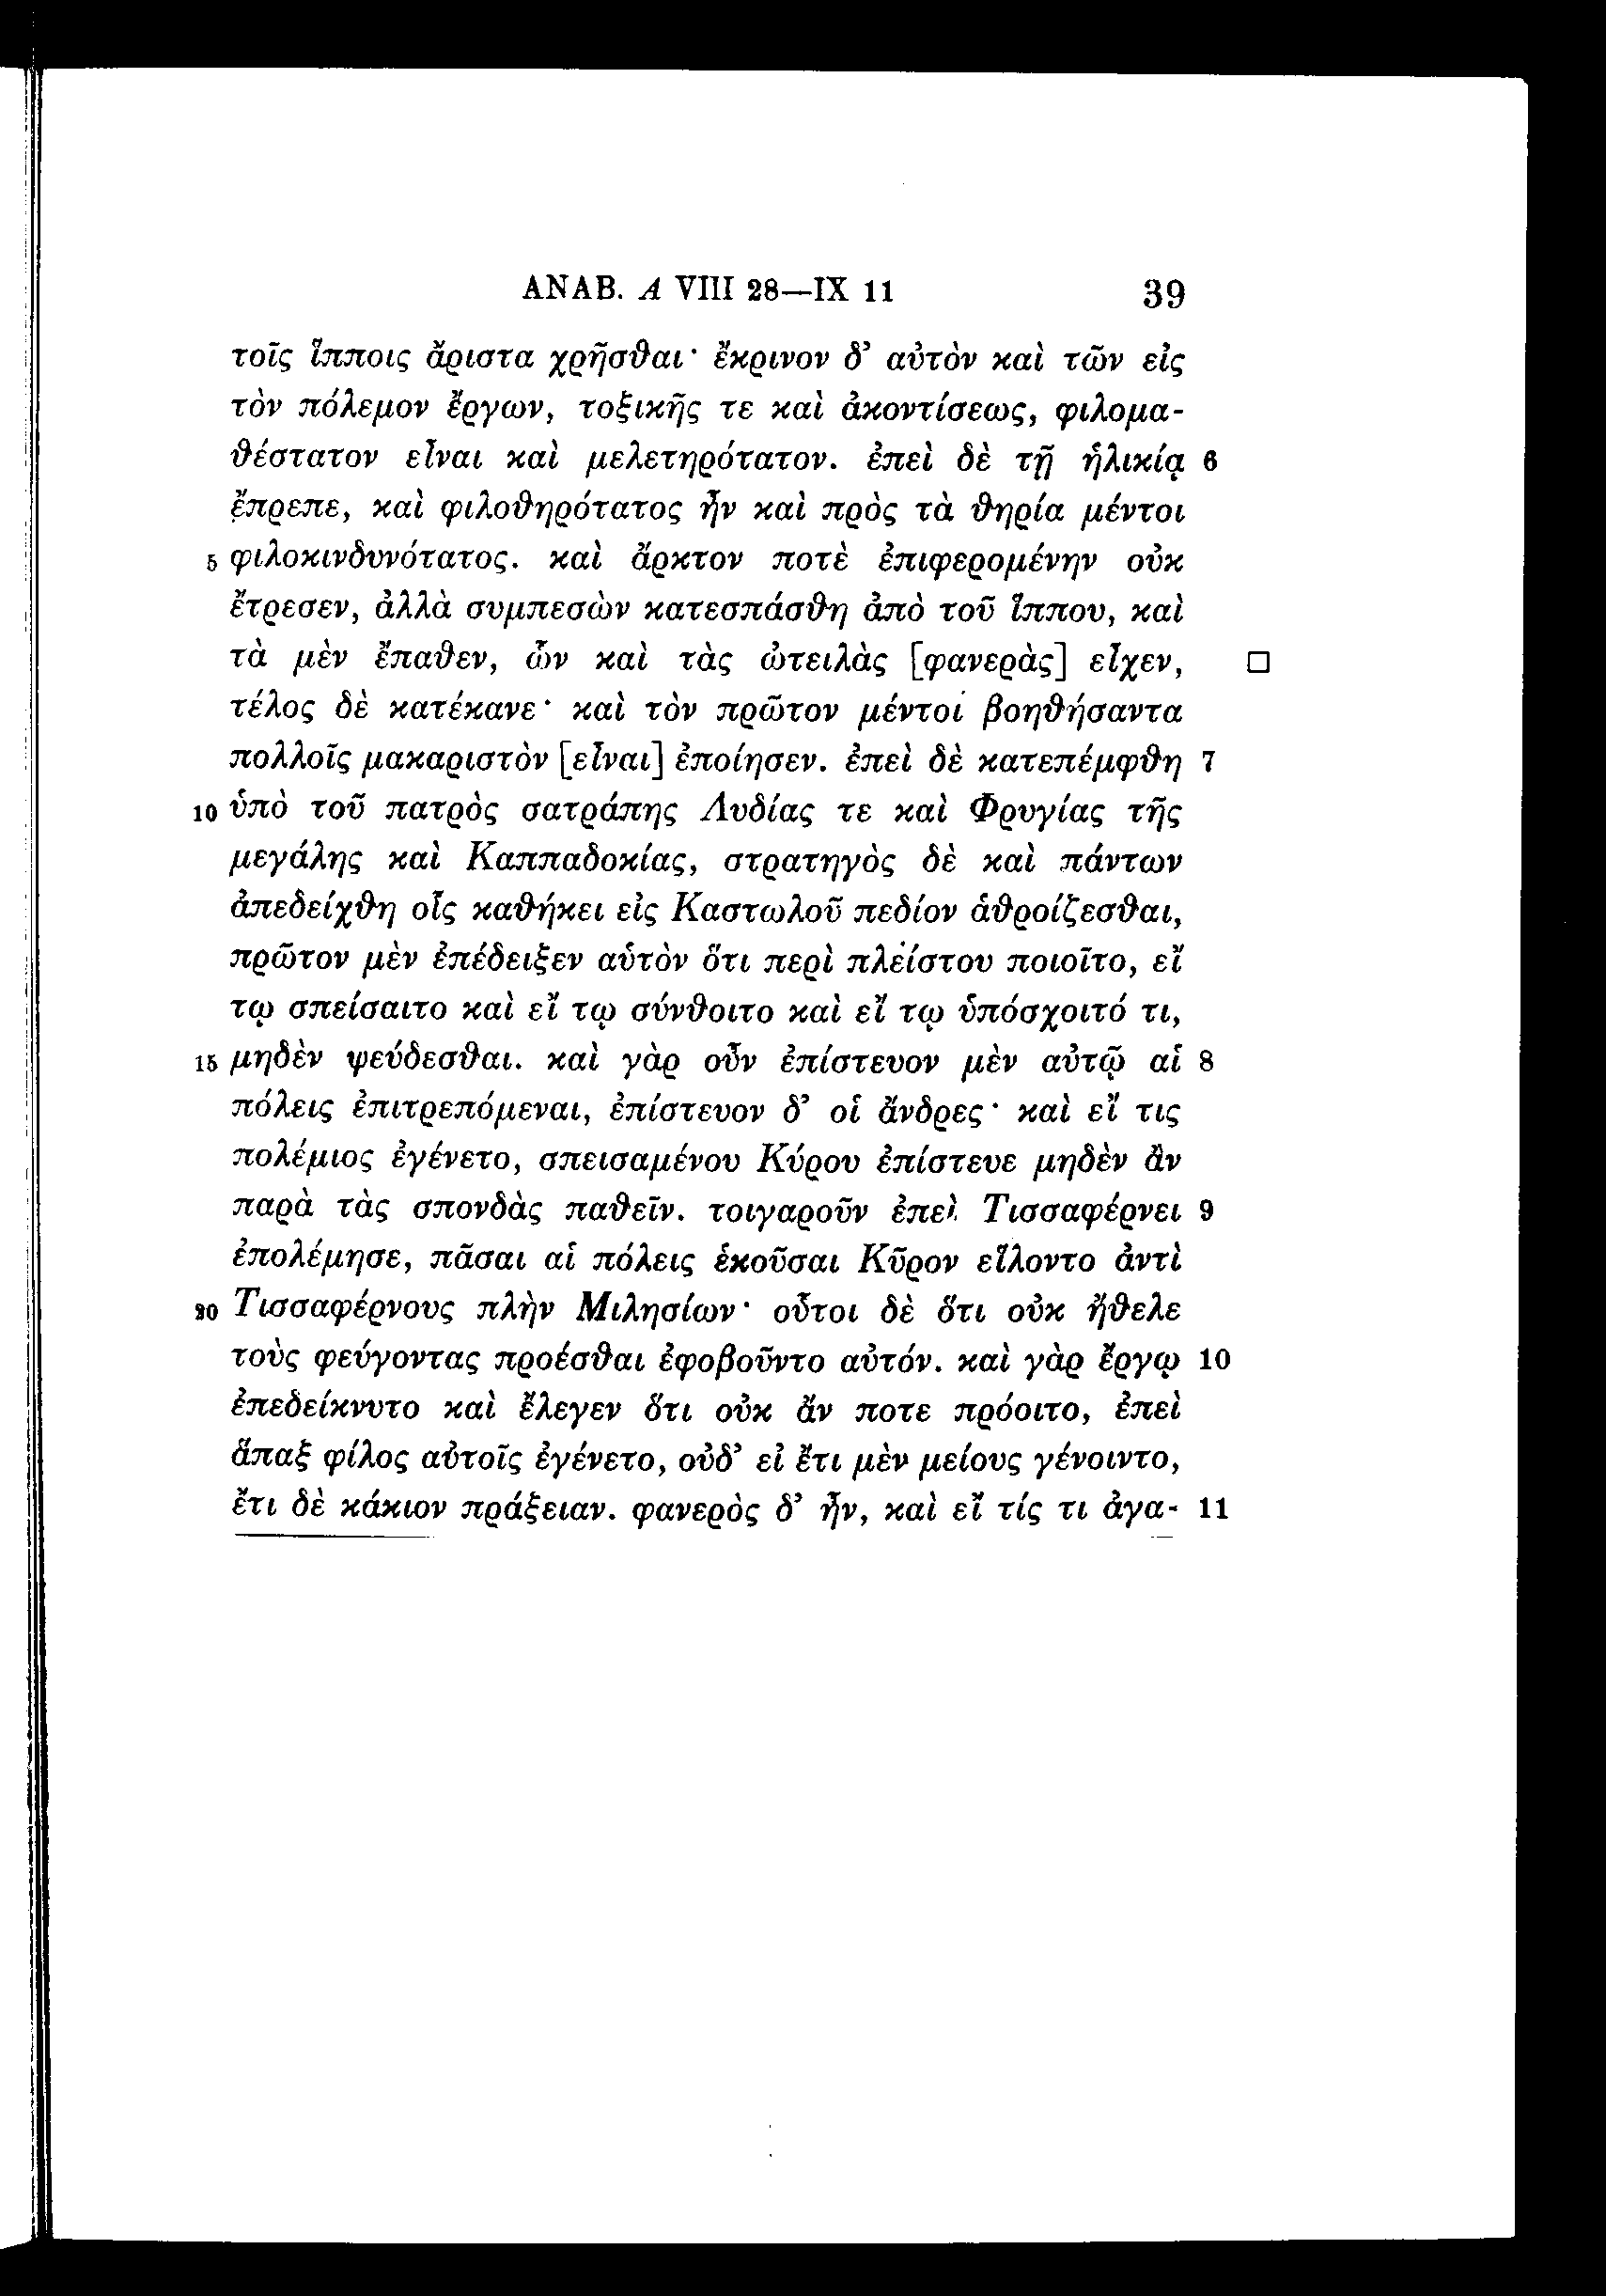 ΑΝΑΒ. Α VIII 28—IX 11 39
τοῖς ἵπποις ἄριστα χρῆσθαι· ἔκρινον δ’ αὐτὸν καὶ τῶν εἰς
τὸν πόλεμον ἔργων, τοξικῆς τε καὶ ἀκοντίσεως, φιλομα-
θέστατον εἶναι καὶ μελετηρότατον. ἐπεὶ δὲ τῇ ἡλικίᾳ 6
ἔπρεπε, καὶ φιλοθηρότατος ἦν καὶ πρὸς τὰ θηρία μέντοι
5 φιλοκινδυνότατος. καὶ ἄρκτον ποτὲ ἐπιφερομένην οὐκ
ἔτρεσεν, ἀλλὰ συμπεσὼν κατεσπάσθη ἀπὸ τοῦ ἵππου, καὶ
τὰ μὲν ἔπαθεν, ὧν καὶ τὰς ὠτειλὰς [φανερὰς] εἶχεν,
τέλος δὲ κατέκανε· καὶ τὸν πρῶτον μέντοι βοηθήσαντα
πολλοῖς μακαριστὸν [εἶναι] ἐποίησεν. ἐπεὶ δὲ κατεπέμφθη 7
10 ὑπὸ τοῦ πατρὸς σατράπης Λυδίας τε καὶ Φρυγίας τῆς
μεγάλης καὶ Καππαδοκίας, στρατηγὸς δὲ καὶ πάντων
ἀπεδείχθη οἷς καθήκει εἰς Καστωλοῦ πεδίον ἁθροίζεσθαι,
πρῶτον μὲν ἐπέδειξεν αὑτὸν ὅτι περὶ πλείστου ποιοῖτο, εἴ
τῳ σπείσαιτο καὶ εἴ τῳ σύνθοιτο καὶ εἴ τῳ ὑπόσχοιτό τι,
15 μηδὲν ψεύδεσθαι. καὶ γὰρ οὖν ἐπίστευον μὲν αὐτῷ αἱ 8
πόλεις ἐπιτρεπόμεναι, ἐπίστευον δ’ οἱ ἄνδρες· καὶ εἴ τις
πολέμιος ἐγένετο, σπεισαμένου Κύρου ἐπίστευε μηδὲν ἂν
παρὰ τὰς σπονδὰς παθεῖν. τοιγαροῦν ἐπεὶ Τισσαφέρνει 9
ἐπολέμησε, πᾶσαι αἱ πόλεις ἑκοῦσαι Κῦρον εἵλοντο ἀντὶ
20 Τισσαφέρνους πλὴν Μιλησίων· οὗτοι δὲ ὅτι οὐκ ἤθελε
τοὺς φεύγοντας προέσθαι ἐφοβοῦντο αὐτόν. καὶ γὰρ ἔργῳ 10
ἐπεδείκνυτο καὶ ἔλεγεν ὅτι οὐκ ἄν ποτε πρόοιτο, ἐπεὶ
ἅπαξ φίλος αὐτοῖς ἐγένετο, οὐδ’ εἰ ἔτι μὲν μείους γένοιντο,
ἔτι δὲ κάκιον πράξειαν. φανερὸς δ’ ἦν, καὶ εἴ τίς τι ἀγα- 11